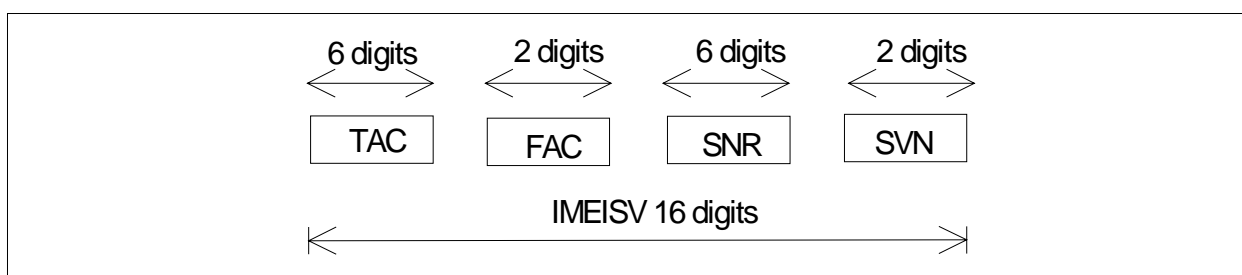 6 digits 2 digits 6 digits 2 digits
TAC FAC SNR SVN
IMEISV 16 digits